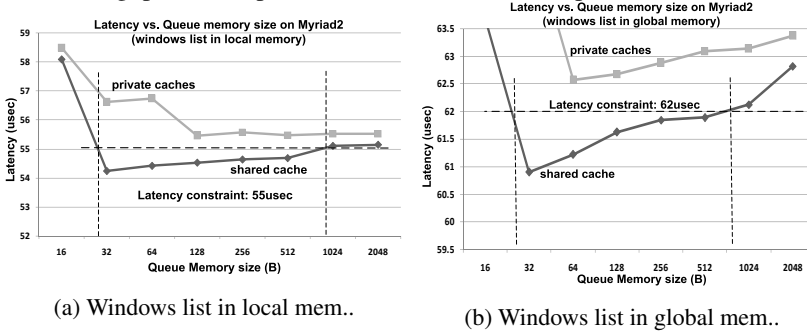 Latency vs. Queue memory size on Myriad2
(windows list in local memory)
59
58
57
56
55
54
53
52
Latency (usec)
private caches
shared cache
Latency constraint: 55usec
16 32 64 128 256 512 1024 2048
Queue Memory size (B)
(a) Windows list in local mem..
Latency vs. Queue memory size on Myriad2
(windows list in global memory)
63.5
63
62.5
62
61.5
61
60.5
60
59.5
Latency (usec)
private caches
Latency constraint: 62usec
shared cache
16 32 64 128 256 512 1024 2048
Queue Memory size (B)
(b) Windows list in global mem..